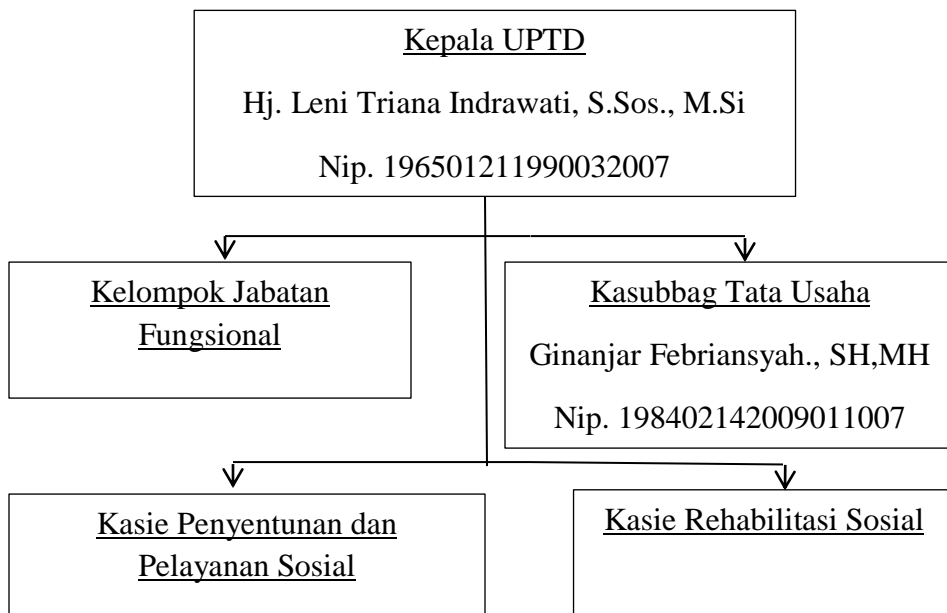 Kepala UPTD
Hj. Leni Triana Indrawati, S.Sos., M.Si
Nip. 196501211990032007
Kelompok Jabatan
Fungsional
Kasubbag Tata Usaha
Ginanjar Febriansyah., SH,MH
Nip. 198402142009011007
Kasie Penyentunan dan
Pelayanan Sosial
Kasie Rehabilitasi Sosial